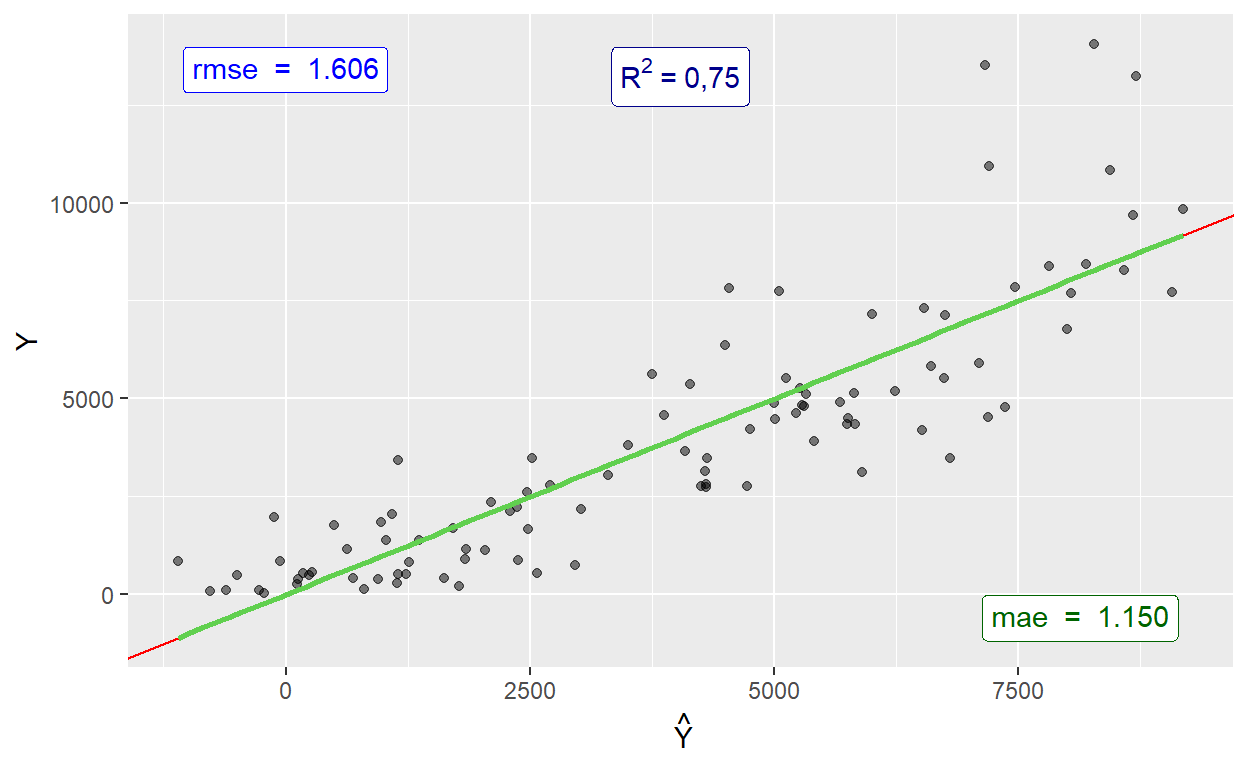 rmse = 1.606
R² = 0,75
10000
5000
0
Y
mae = 1.150
0 2500 5000 7500
Ŷ